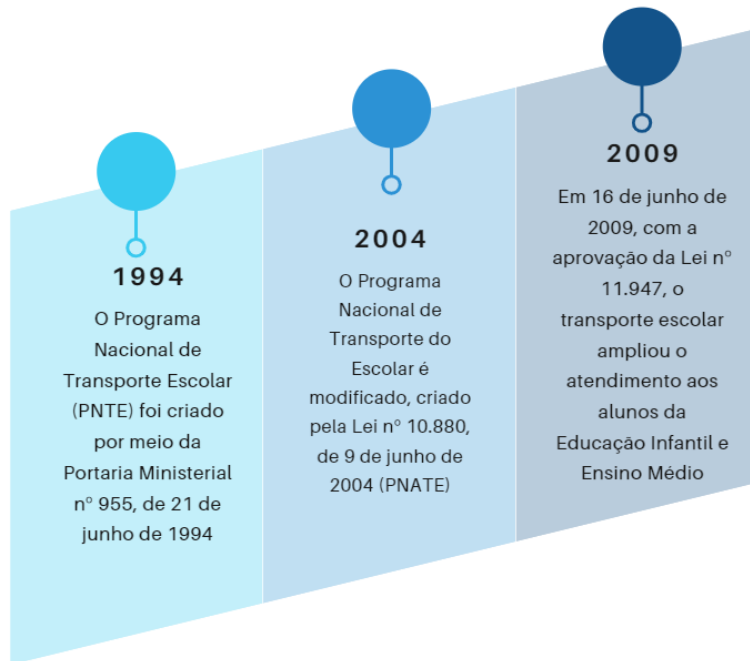 1994
O Programa
Nacional de
Transporte Escolar
(PNTE) foi criado
por meio da
Portaria Ministerial
nº 955, de 21 de
junho de 1994
2004
O Programa
Nacional de
Transporte do
Escolar é
modificado, criado
pela Lei nº 10.880,
de 9 de junho de
2004 (PNATE)
2009
Em 16 de junho de
2009, com a
aprovação da Lei nº
11.947, o
transporte escolar
ampliou o
atendimento aos
alunos da
Educação Infantil e
Ensino Médio